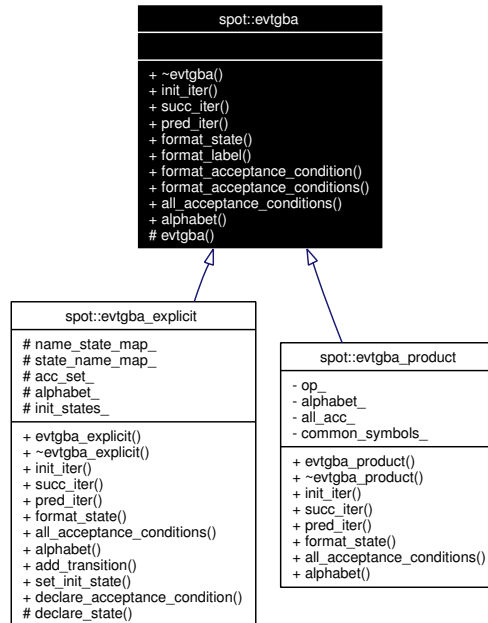 spot::evtgba
+ ~evtgba()
+ init_iter()
+ succ_iter()
+ pred_iter()
+ format_state()
+ format_label()
+ format_acceptance_condition()
+ format_acceptance_conditions()
+ all_acceptance_conditions()
+ alphabet()
# evtgba()
spot::evtgba_explicit
# name_state_map_
# state_name_map_
# acc_set_
# alphabet_
# init_states_
+ evtgba_explicit()
+ ~evtgba_explicit()
+ init_iter()
+ succ_iter()
+ pred_iter()
+ format_state()
+ all_acceptance_conditions()
+ alphabet()
+ add_transition()
+ set_init_state()
+ declare_acceptance_condition()
# declare_state()
spot::evtgba_product
- op_
- alphabet_
- all_acc_
- common_symbols_
+ evtgba_product()
+ ~evtgba_product()
+ init_iter()
+ succ_iter()
+ pred_iter()
+ format_state()
+ all_acceptance_conditions()
+ alphabet()